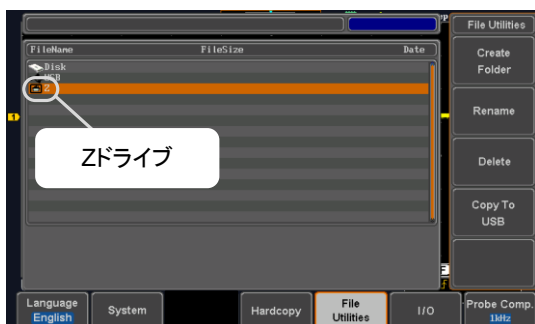 File Utilities
FileName FileSize Date
Disk
USB
Z
Zドライブ
Create
Folder
Rename
Delete
Copy To
USB
Language
English
System
Hardcopy
File
Utilities
I/O
Probe Comp.
1kHz